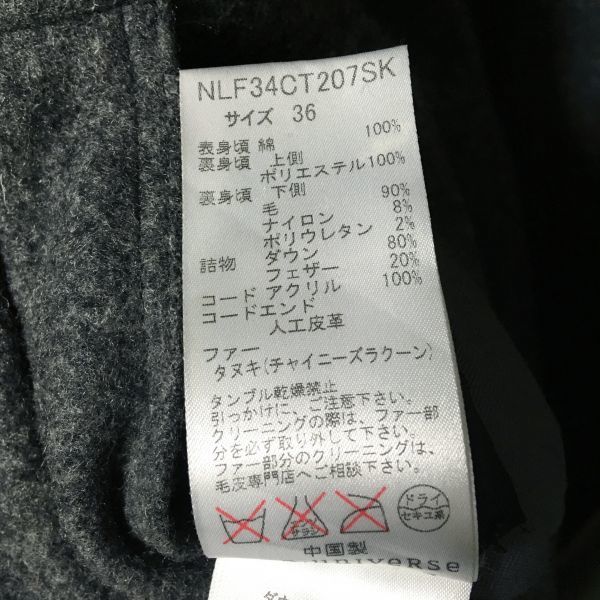 NLF34CT207SK
サイズ 36
表身頃 綿 100%
裏身頃 上側
ポリエステル100%
裏身頃 下側
毛 90%
ナイロン 8%
ポリウレタン 2%
詰物 ダウン 80%
フェザー 20%
コード アクリル 100%
コードエンド
人工皮革
ファー
タヌキ(チャイニーズラクーン)
タンブル乾燥禁止
引っかけに、ご注意下さい。
クリーニングの際は、ファー部
分を必ず取り外して下さい。
ファー部分のクリーニングは、
毛皮専門店へご相談下さい。
エンソ サラシ
ドライ
セキユ系
中国製
UNIVERSE